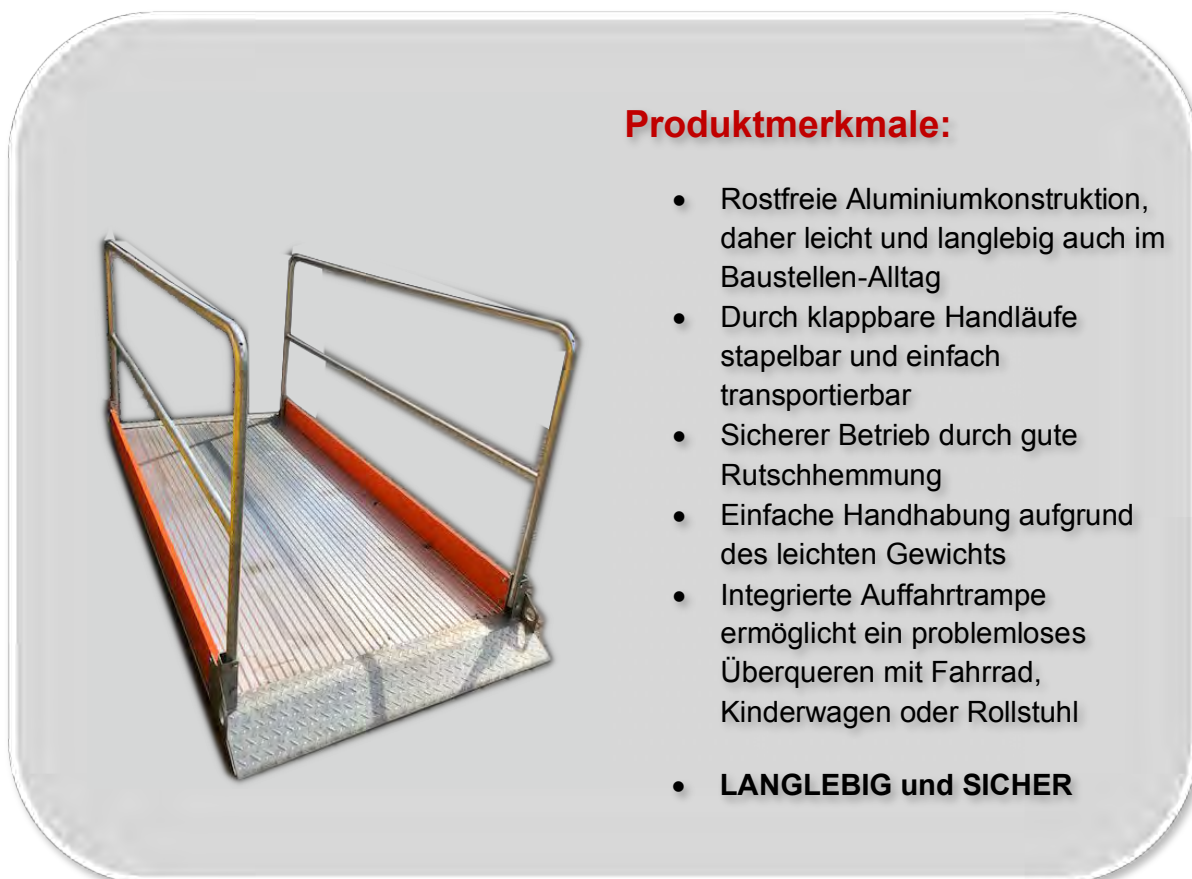 Produktmerkmale:
• Rostfreie Aluminiumkonstruktion,
daher leicht und langlebig auch im
Baustellen-Alltag
• Durch klappbare Handläufe
stapelbar und einfach
transportierbar
• Sicherer Betrieb durch gute
Rutschhemmung
• Einfache Handhabung aufgrund
des leichten Gewichts
• Integrierte Auffahrtrampe
ermöglicht ein problemloses
Überqueren mit Fahrrad,
Kinderwagen oder Rollstuhl
• LANGLEBIG und SICHER